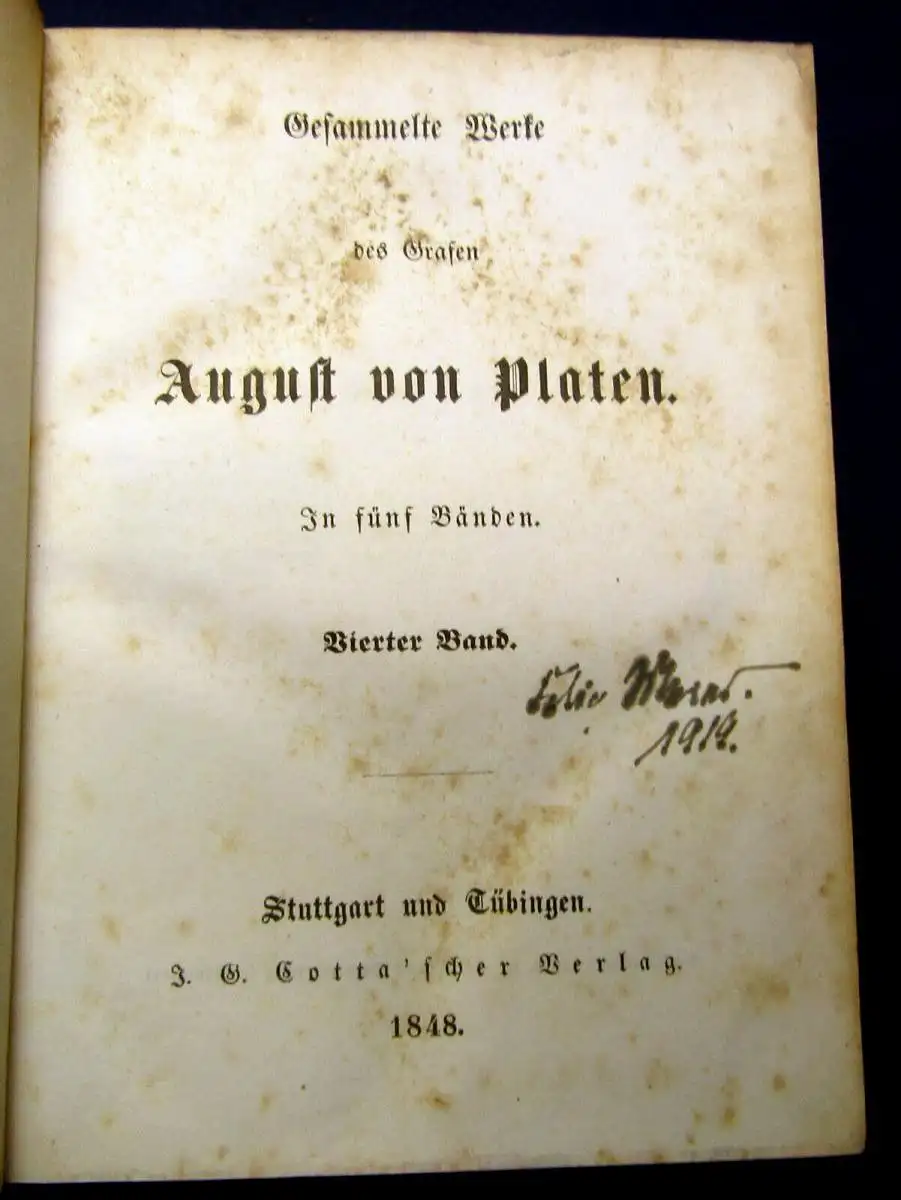 Gesammelte Werke
des Grafen
August von Platen.
In fünf Bänden.
Vierter Band.
1919.
Stuttgart und Tübingen.
J. G. Cotta'scher Verlag.
1848.